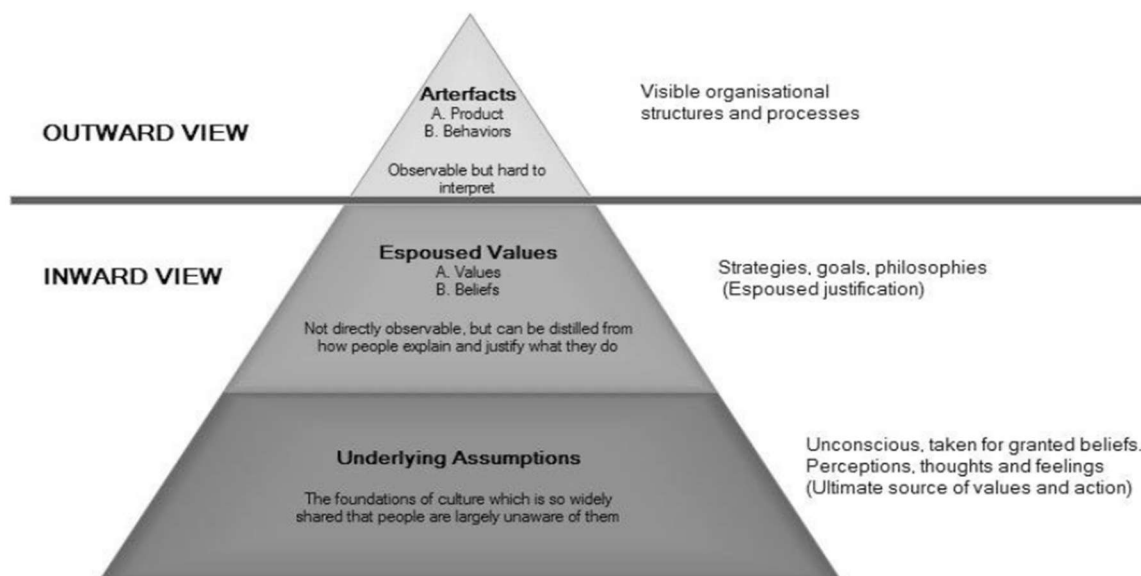 Arterfacts
A. Product
B. Behaviors
Observable but hard to
interpret
OUTWARD VIEW
Visible organisational
structures and processes
Espoused Values
A. Values
B. Beliefs
Not directly observable, but can be distilled from
how people explain and justify what they do
INWARD VIEW
Strategies, goals, philosophies
(Espoused justification)
Underlying Assumptions
The foundations of culture which is so widely
shared that people are largely unaware of them
Unconscious, taken for granted beliefs.
Perceptions, thoughts and feelings
(Ultimate source of values and action)